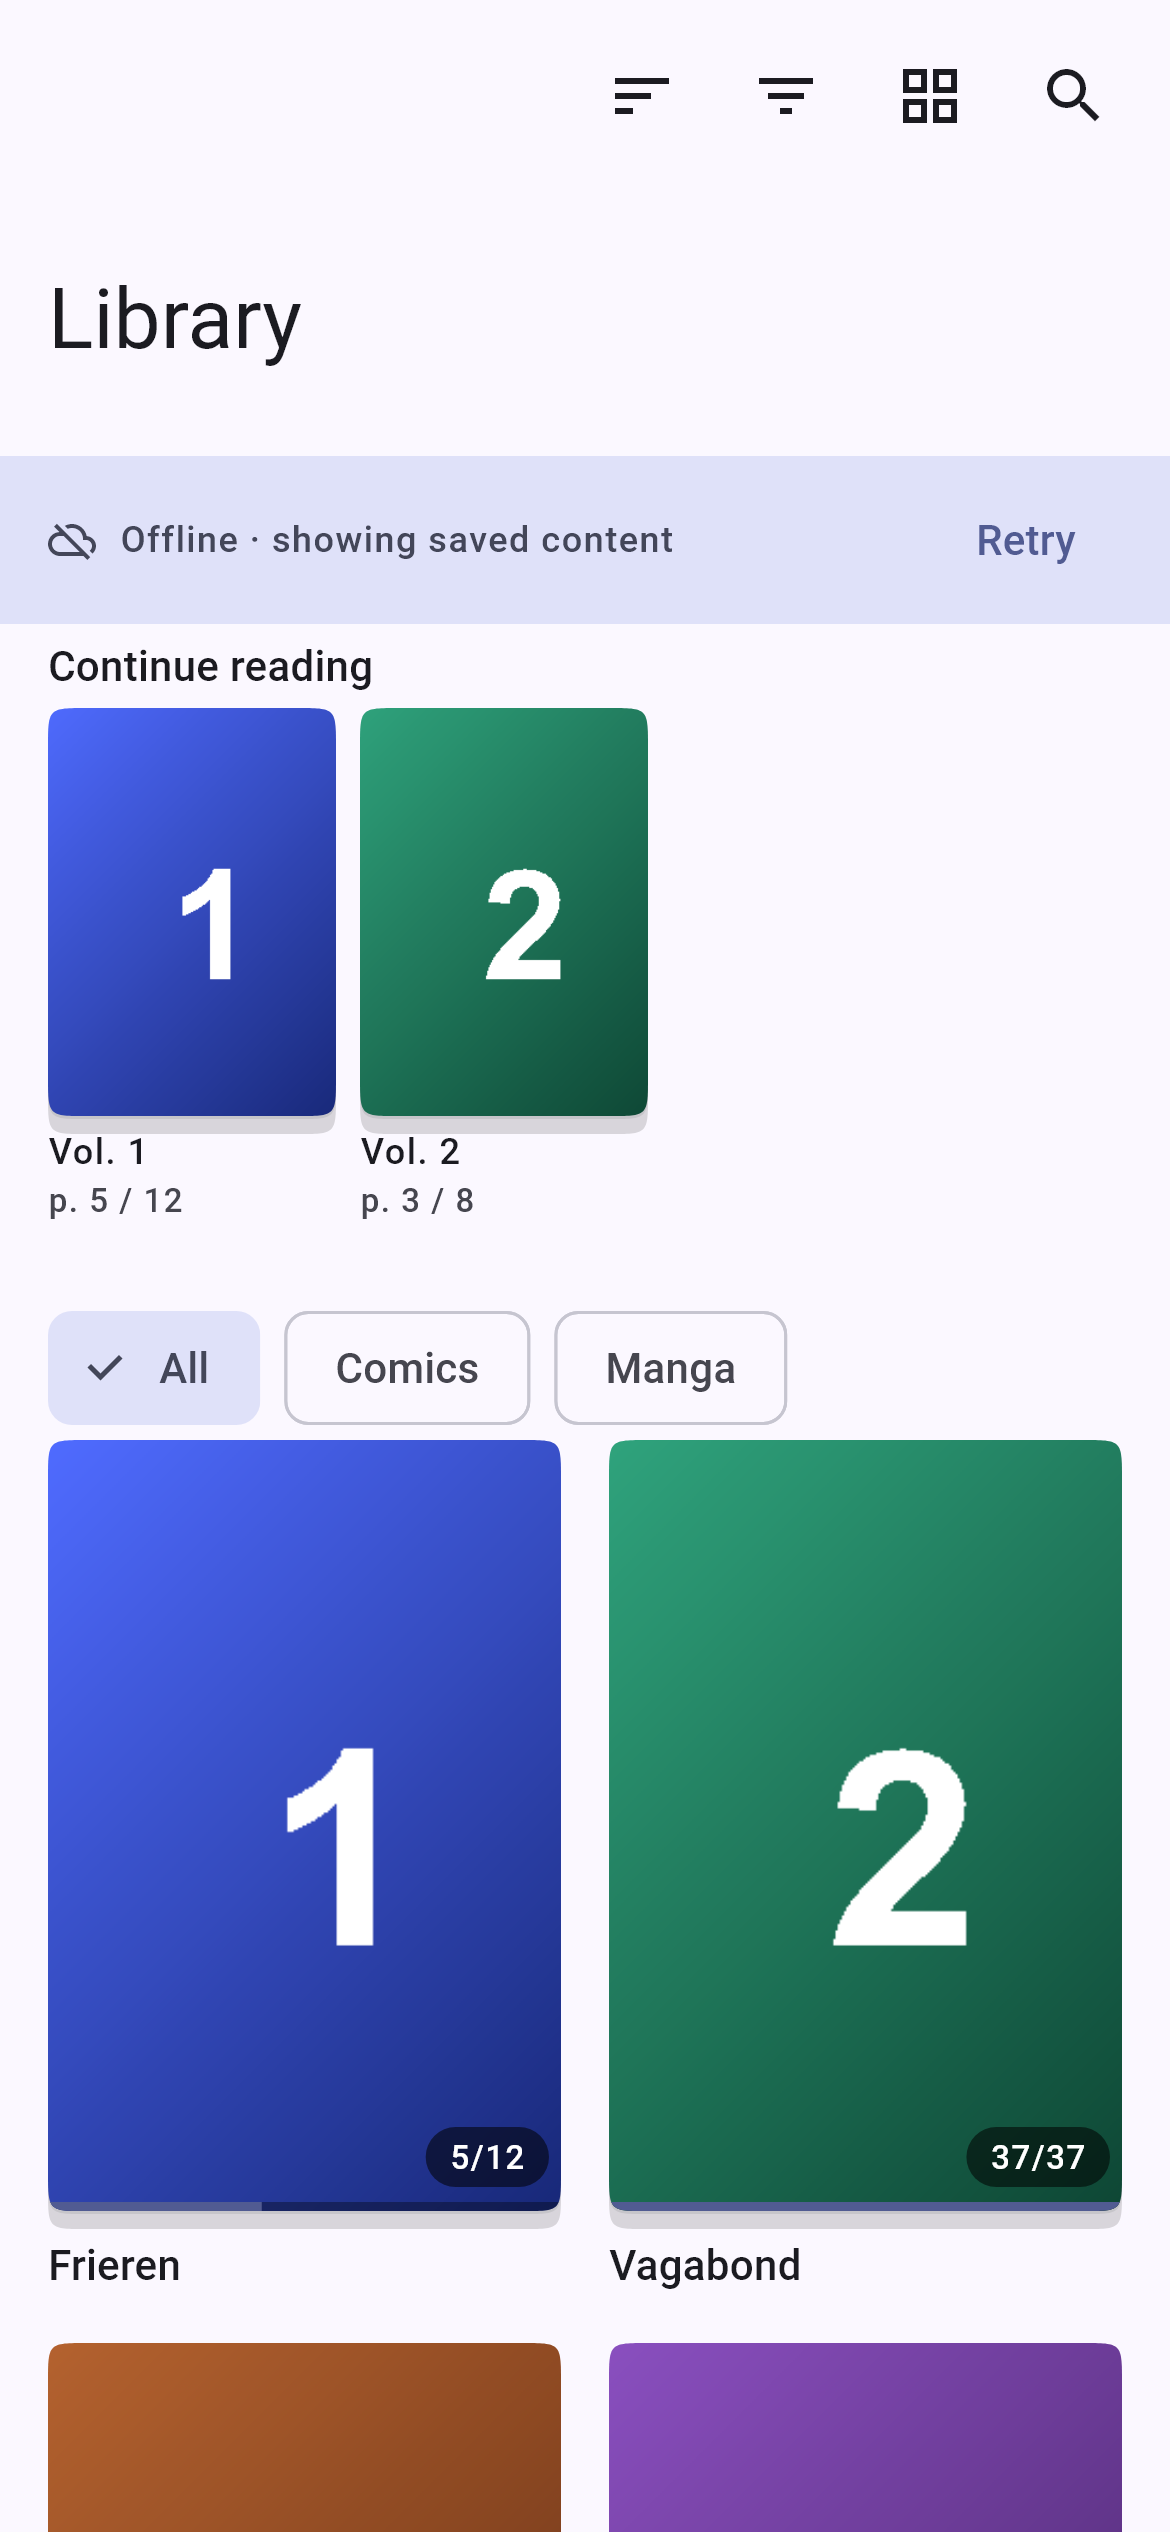 Library
Offline · showing saved content
Retry
Continue reading
1
2
Vol. 1
Vol. 2
p. 5 / 12
p. 3 / 8
All
Comics
Manga
1
2
5/12
37/37
Frieren
Vagabond